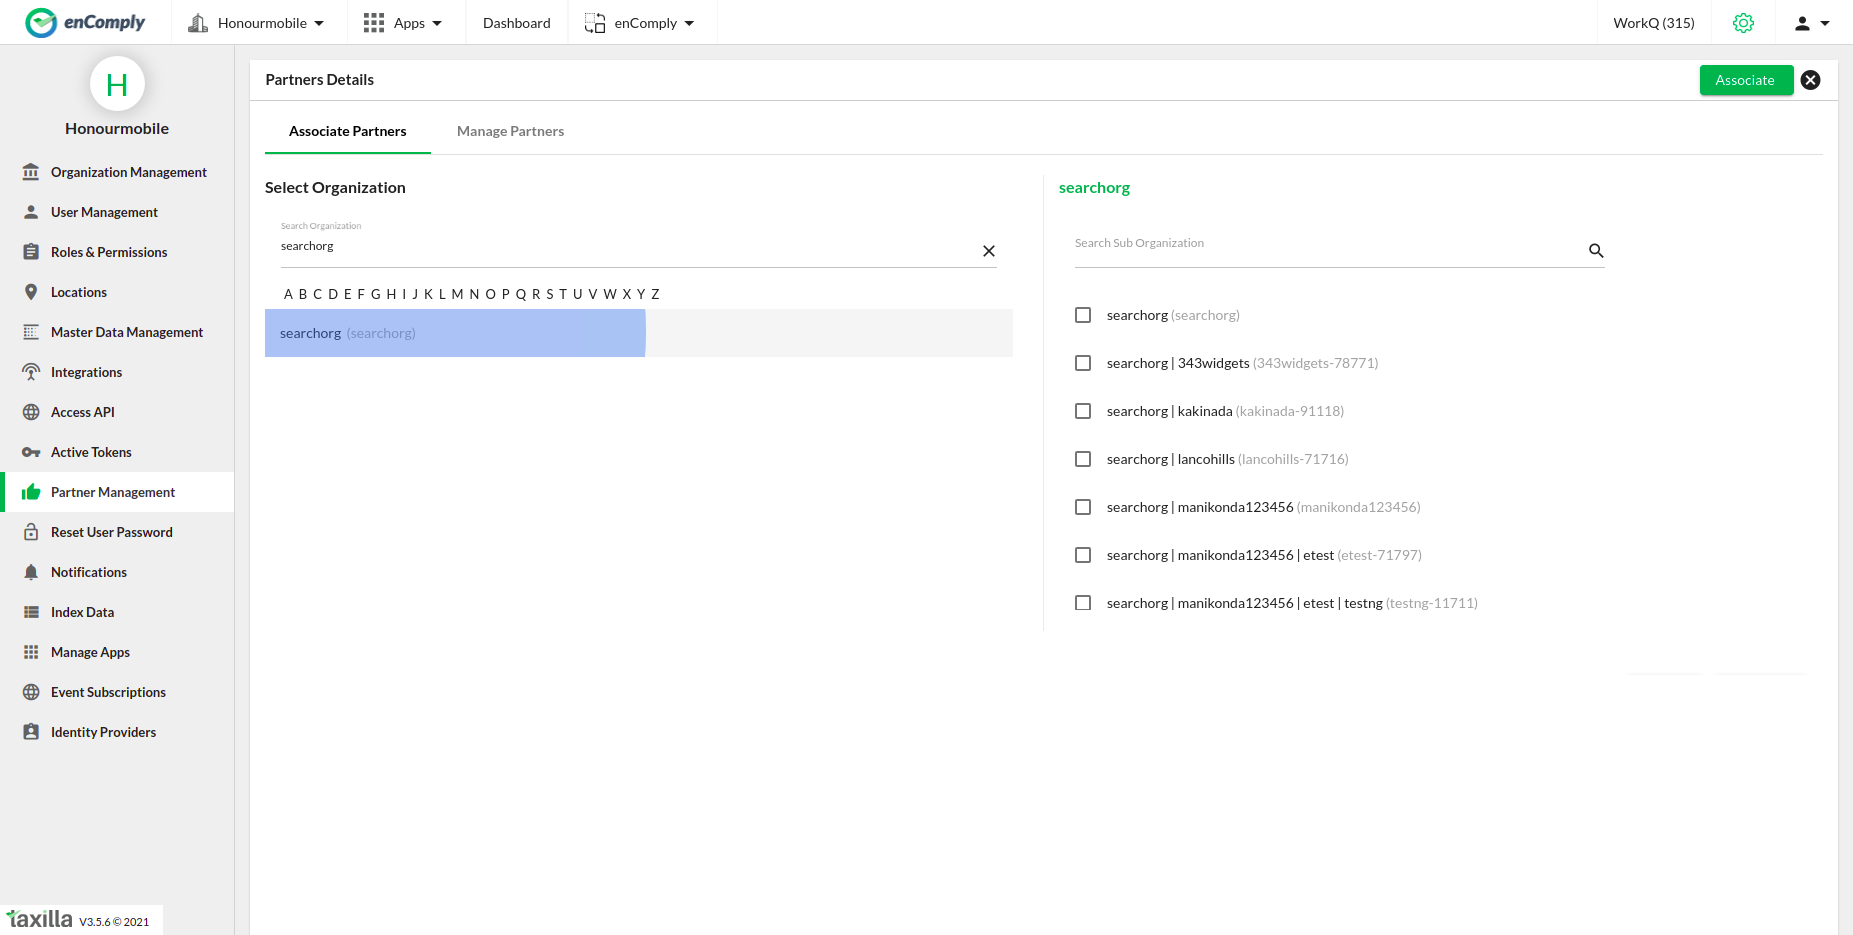 enComply
Honourmobile
Apps
Dashboard
enComply
WorkQ (315)
H
Honourmobile
Organization Management
User Management
Roles & Permissions
Locations
Master Data Management
Integrations
Access API
Active Tokens
Partner Management
Reset User Password
Notifications
Index Data
Manage Apps
Event Subscriptions
Identity Providers
taxilla V3.5.6 © 2021
Partners Details
Associate
Associate Partners
Manage Partners
Select Organization
Search Organization
searchorg
A B C D E F G H I J K L M N O P Q R S T U V W X Y Z
searchorg (searchorg)
searchorg
Search Sub Organization
searchorg (searchorg)
searchorg | 343widgets (343widgets-78771)
searchorg | kakinada (kakinada-91118)
searchorg | lancohills (lancohills-71716)
searchorg | manikonda123456 (manikonda123456)
searchorg | manikonda123456 | etest (etest-71797)
searchorg | manikonda123456 | etest | testng (testng-11711)